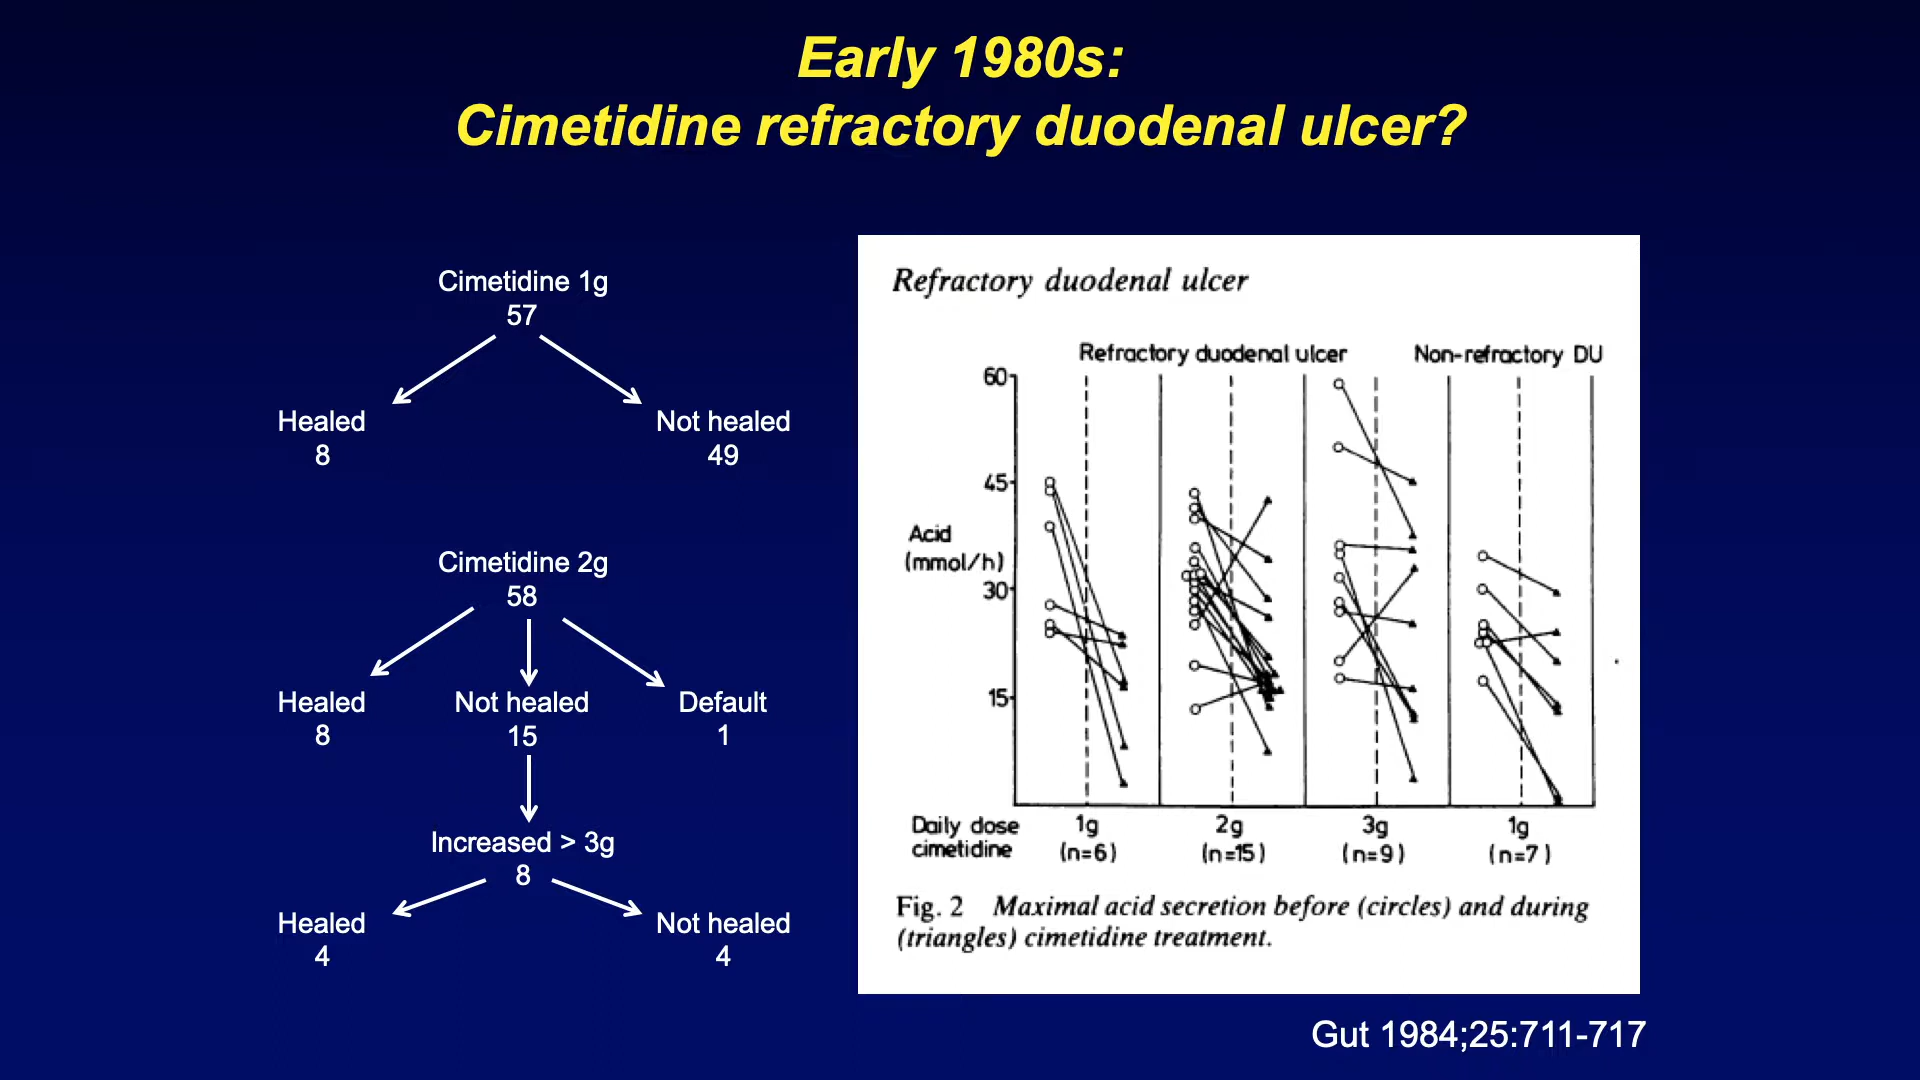 Early 1980s:
Cimetidine refractory duodenal ulcer?
Cimetidine 1g
57
Healed
8
Not healed
49
Cimetidine 2g
58
Healed
8
Not healed
15
Default
1
Increased > 3g
8
Healed
4
Not healed
4
Refractory duodenal ulcer
Refractory duodenal ulcer
Non-refractory DU
60
45
30
15
Acid
(mmol/h)
Daily dose
cimetidine
1g
(n=6)
2g
(n=15)
3g
(n=9)
1g
(n=7)
Fig. 2 Maximal acid secretion before (circles) and during
(triangles) cimetidine treatment.
Gut 1984;25:711-717